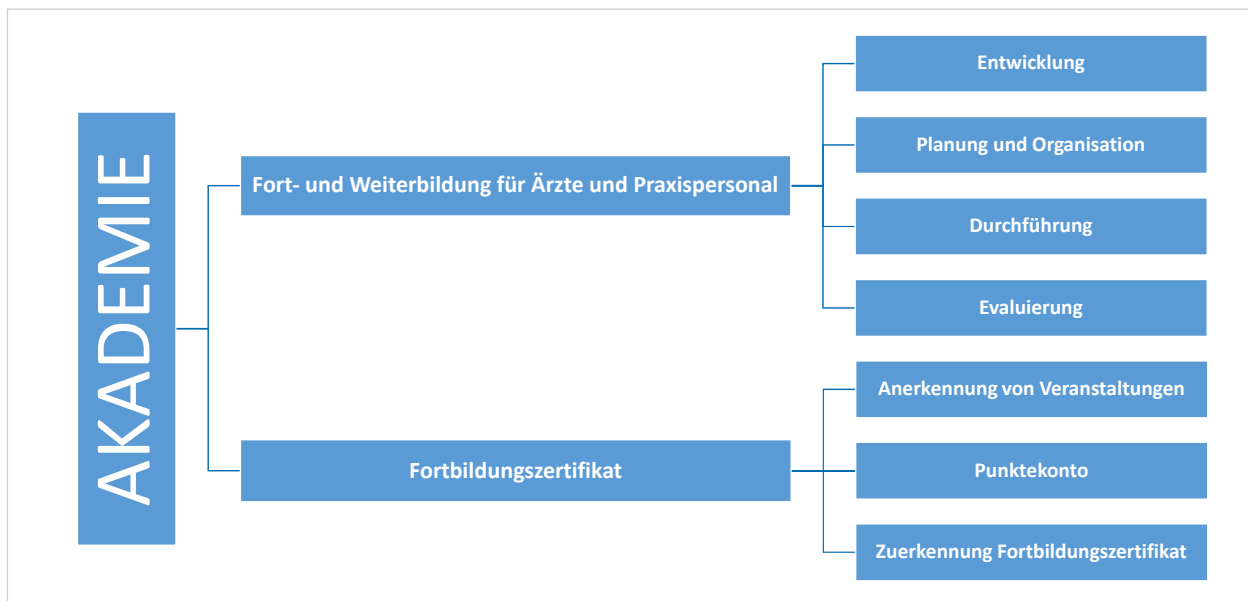 AKADEMIE
Fort- und Weiterbildung für Ärzte und Praxispersonal
Entwicklung
Planung und Organisation
Durchführung
Evaluierung
Fortbildungszertifikat
Anerkennung von Veranstaltungen
Punktekonto
Zuerkennung Fortbildungszertifikat